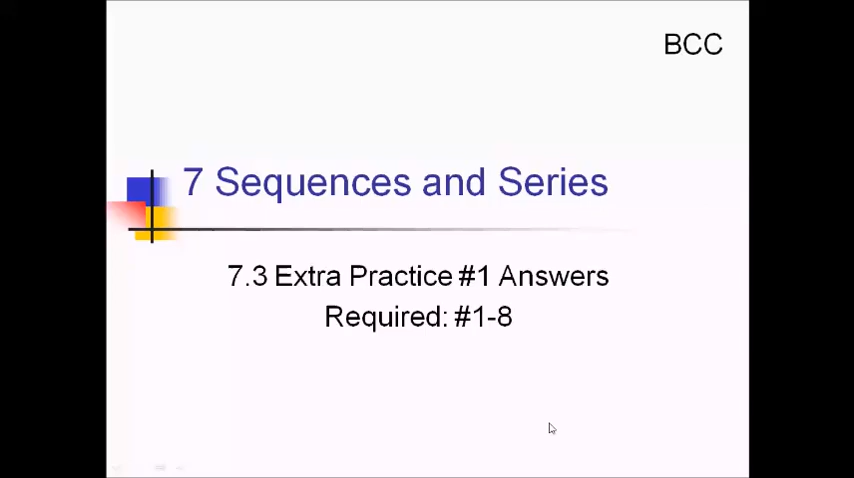 BCC
7 Sequences and Series
7.3 Extra Practice #1 Answers
Required: #1-8